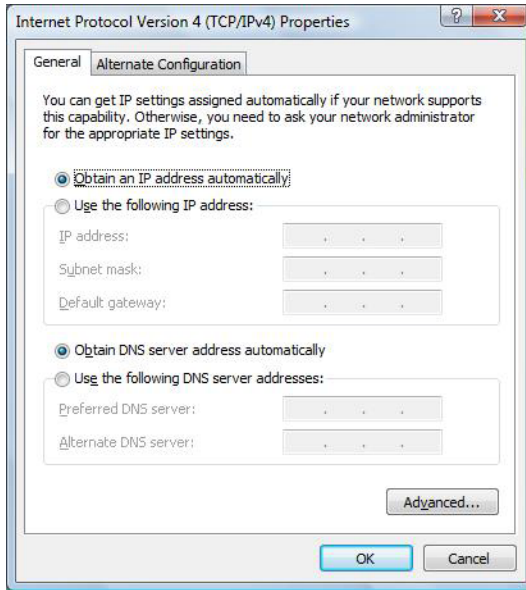 Internet Protocol Version 4 (TCP/IPv4) Properties
General
Alternate Configuration
You can get IP settings assigned automatically if your network supports
this capability. Otherwise, you need to ask your network administrator
for the appropriate IP settings.
Obtain an IP address automatically
Use the following IP address:
IP address:
Subnet mask:
Default gateway:
Obtain DNS server address automatically
Use the following DNS server addresses:
Preferred DNS server:
Alternate DNS server:
Advanced...
OK
Cancel